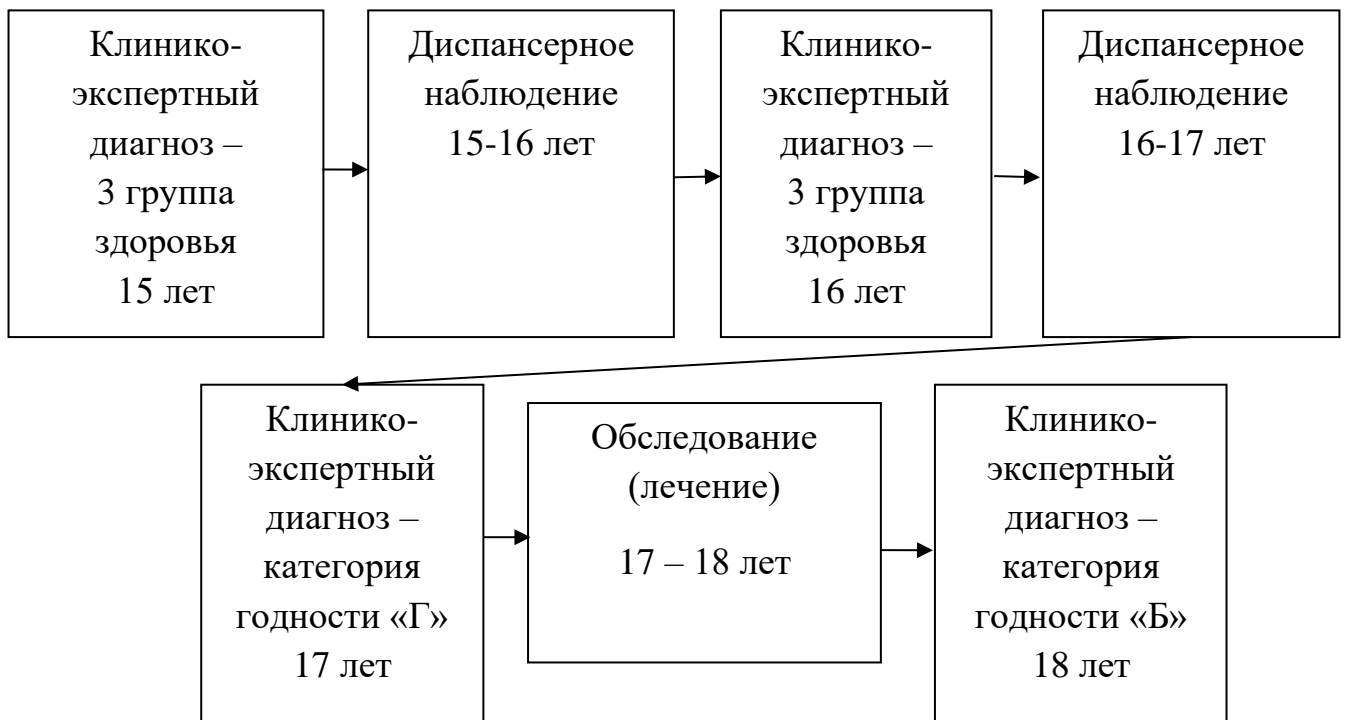 Клинико-
экспертный
диагноз –
3 группа
здоровья
15 лет
Диспансерное
наблюдение
15-16 лет
Клинико-
экспертный
диагноз –
3 группа
здоровья
16 лет
Диспансерное
наблюдение
16-17 лет
Клинико-
экспертный
диагноз –
категория
годности «Г»
17 лет
Обследование
(лечение)
17 – 18 лет
Клинико-
экспертный
диагноз –
категория
годности «Б»
18 лет